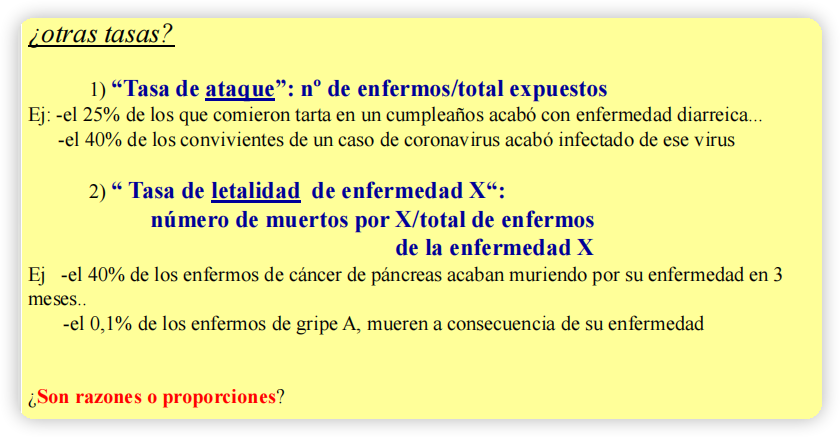 ¿otras tasas?
1) “Tasa de ataque”: nº de enfermos/total expuestos
Ej: -el 25% de los que comieron tarta en un cumpleaños acabó con enfermedad diarreica...
-el 40% de los convivientes de un caso de coronavirus acabó infectado de ese virus
2) “ Tasa de letalidad de enfermedad X“:
número de muertos por X/total de enfermos
de la enfermedad X
Ej -el 40% de los enfermos de cáncer de páncreas acaban muriendo por su enfermedad en 3
meses..
-el 0,1% de los enfermos de gripe A, mueren a consecuencia de su enfermedad
¿Son razones o proporciones?